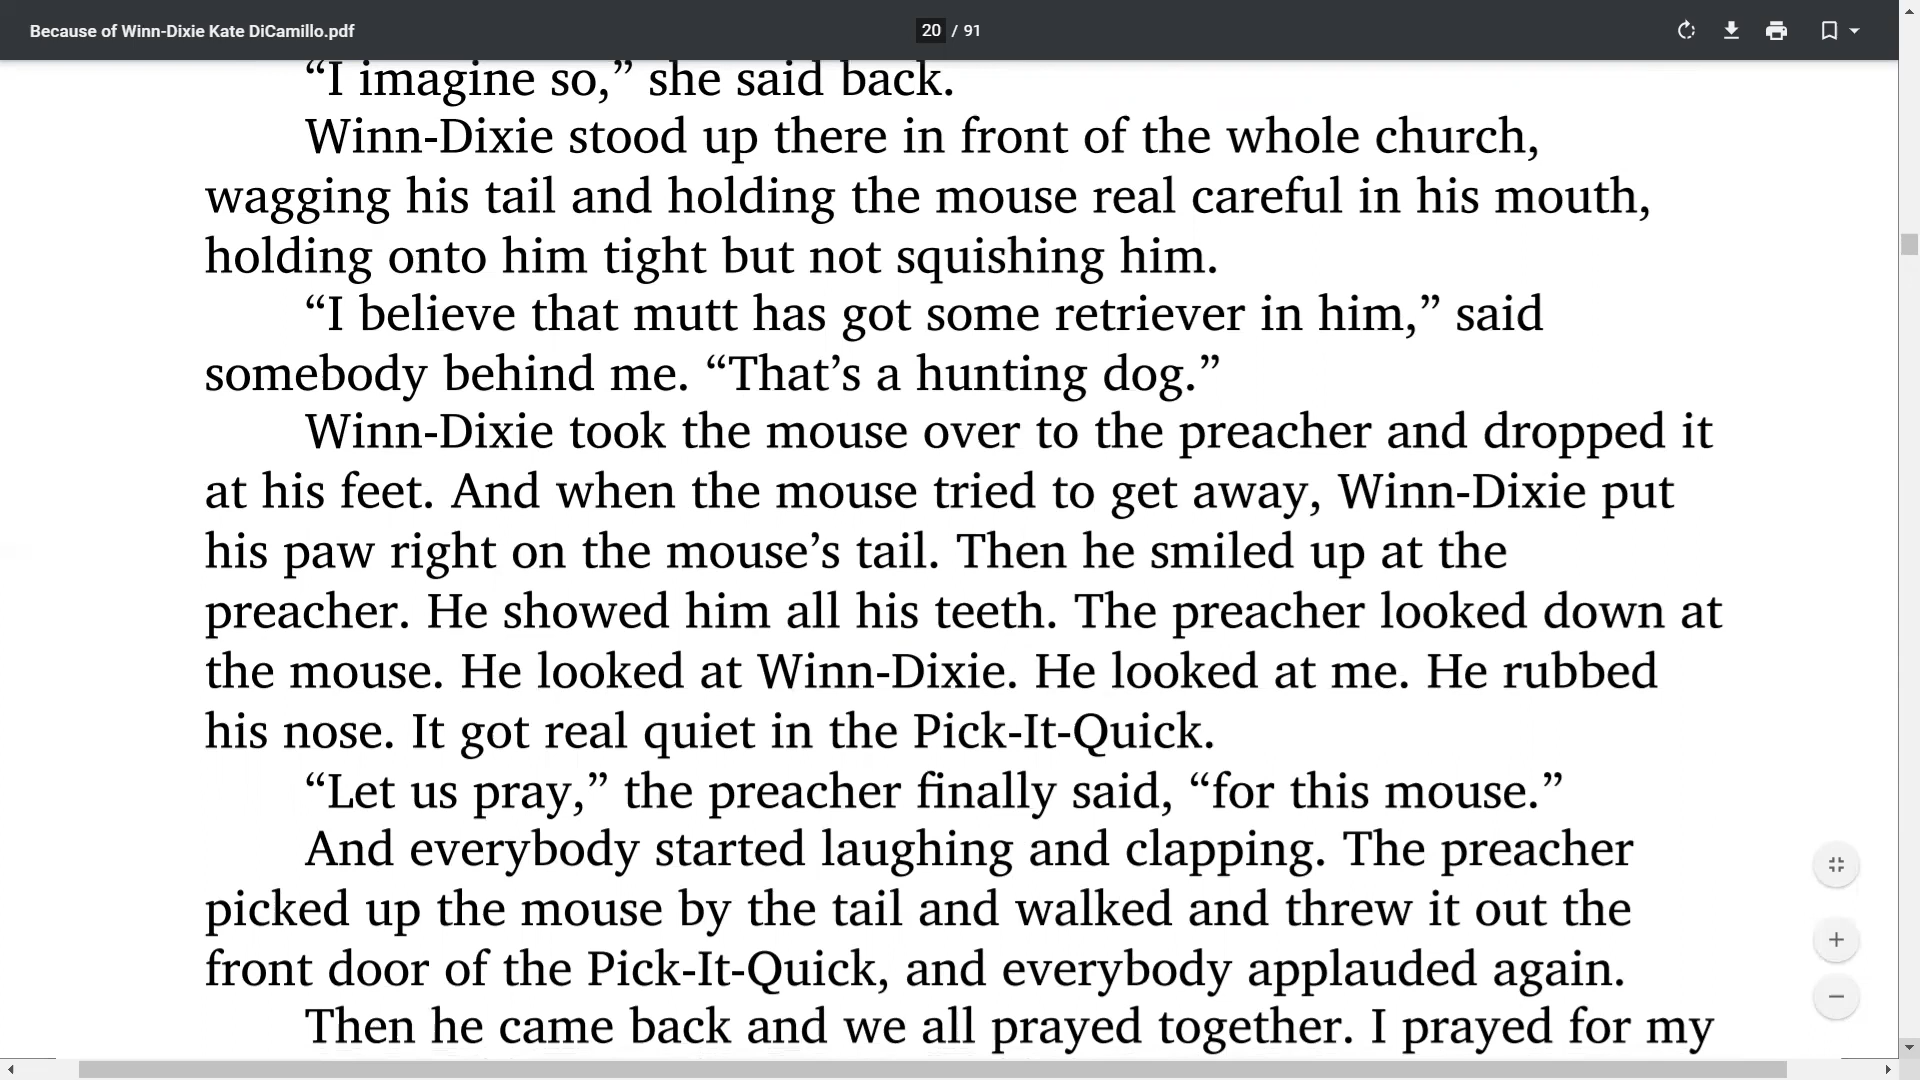 Because of Winn-Dixie Kate DiCamillo.pdf
20 / 91
“I imagine so,” she said back.
Winn-Dixie stood up there in front of the whole church,
wagging his tail and holding the mouse real careful in his mouth,
holding onto him tight but not squishing him.
“I believe that mutt has got some retriever in him,” said
somebody behind me. “That’s a hunting dog.”
Winn-Dixie took the mouse over to the preacher and dropped it
at his feet. And when the mouse tried to get away, Winn-Dixie put
his paw right on the mouse’s tail. Then he smiled up at the
preacher. He showed him all his teeth. The preacher looked down at
the mouse. He looked at Winn-Dixie. He looked at me. He rubbed
his nose. It got real quiet in the Pick-It-Quick.
“Let us pray,” the preacher finally said, “for this mouse.”
And everybody started laughing and clapping. The preacher
picked up the mouse by the tail and walked and threw it out the
front door of the Pick-It-Quick, and everybody applauded again.
Then he came back and we all prayed together. I prayed for my